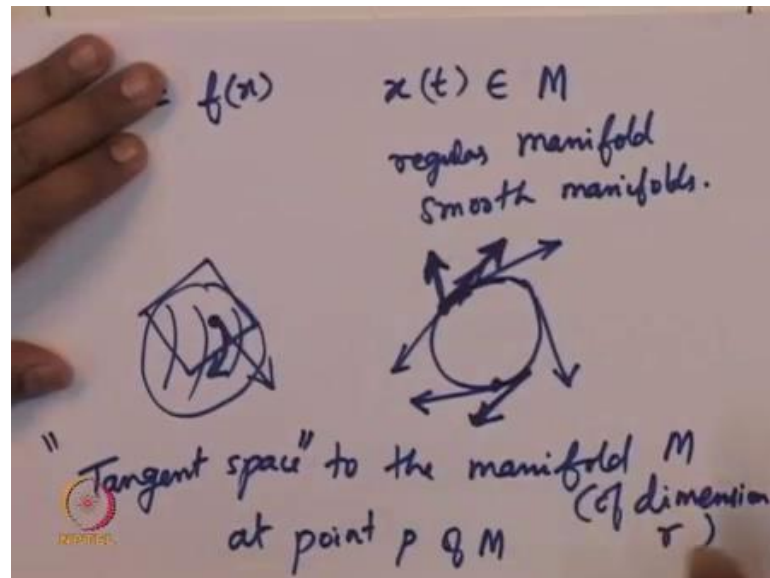 = f(x) x(t) ∈ M
regular manifold
smooth manifolds.
"Tangent space" to the manifold M
(of dimension
at point p of M r)
NPTEL